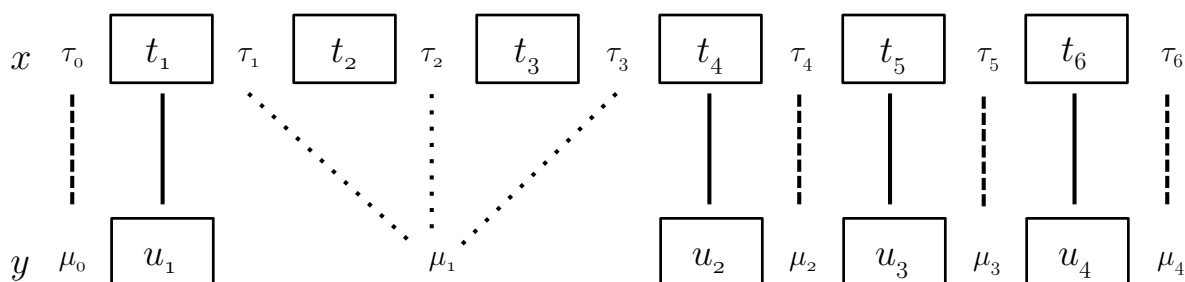 x τ₀ t₁ τ₁ t₂ τ₂ t₃ τ₃ t₄ τ₄ t₅ τ₅ t₆ τ₆
y μ₀ u₁ μ₁ u₂ μ₂ u₃ μ₃ u₄ μ₄